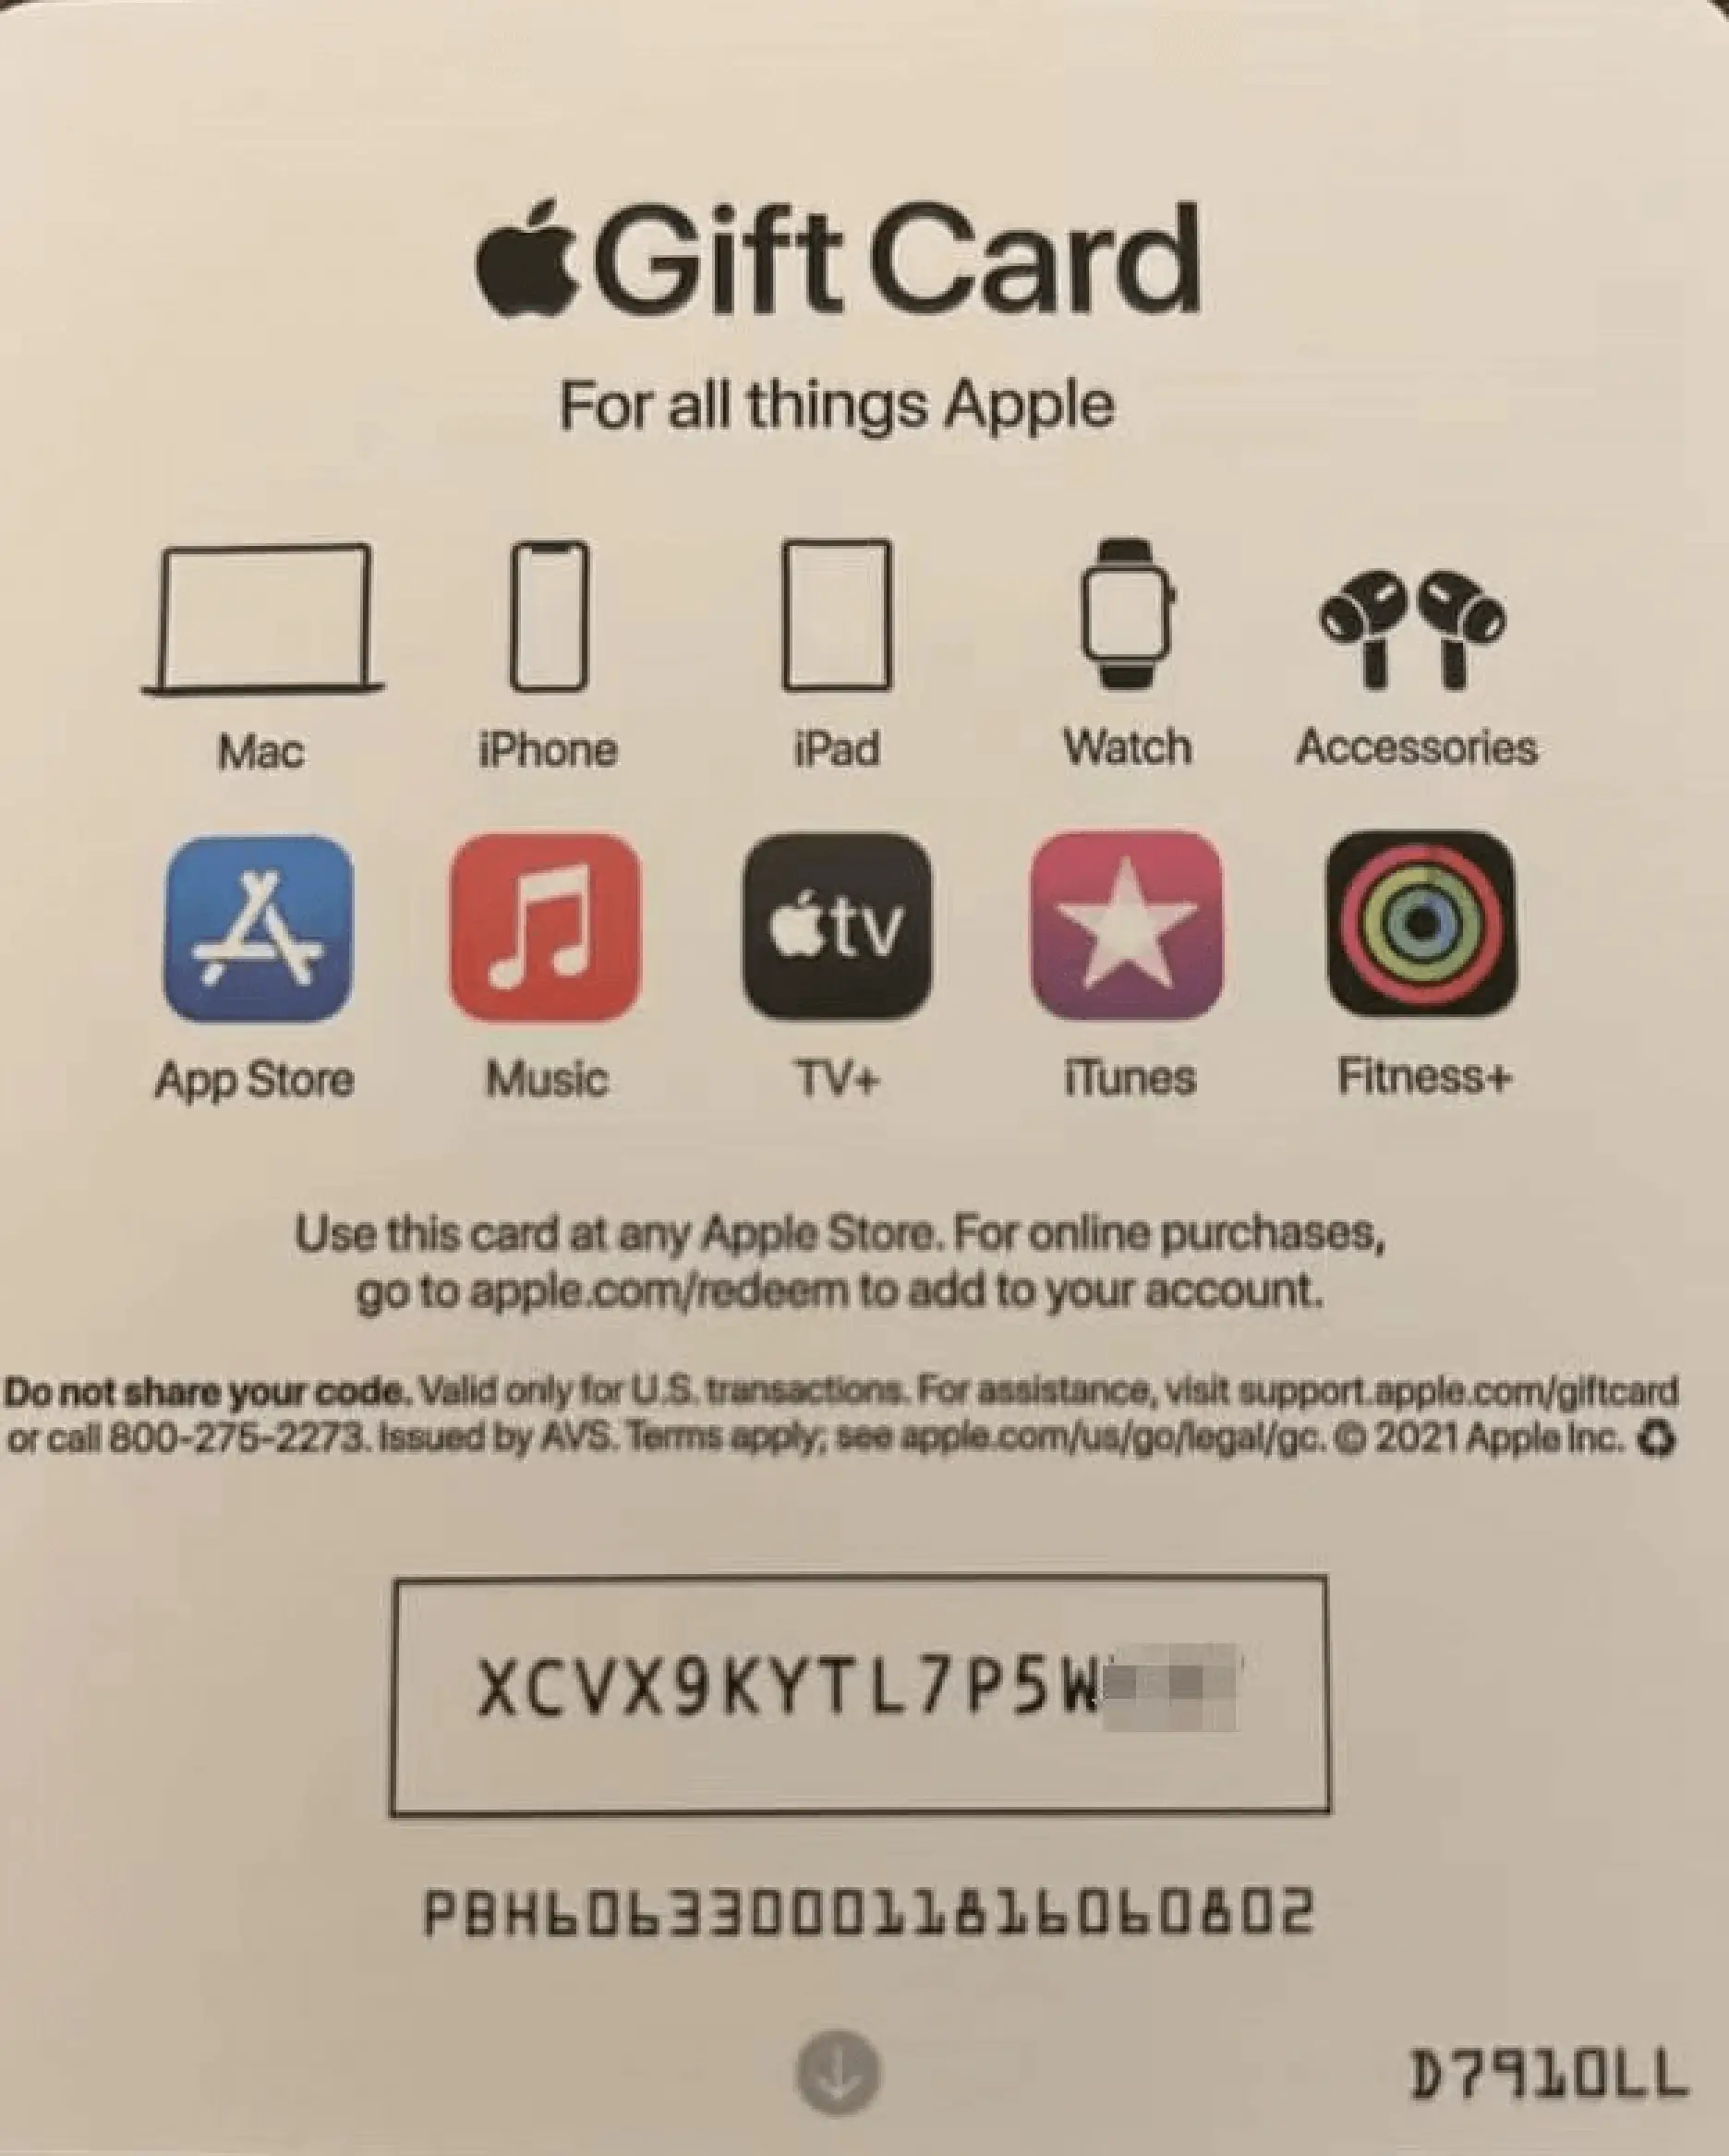 Gift Card
For all things Apple
Mac iPhone iPad Watch Accessories
tv
App Store Music TV+ iTunes Fitness+
Use this card at any Apple Store. For online purchases,
go to apple.com/redeem to add to your account.
Do not share your code. Valid only for U.S. transactions. For assistance, visit support.apple.com/giftcard
or call 800-275-2273. Issued by AVS. Terms apply; see apple.com/us/go/legal/gc. © 2021 Apple Inc.
XCVX9KYTL7P5W
PBH6063300011816060802
D7910LL